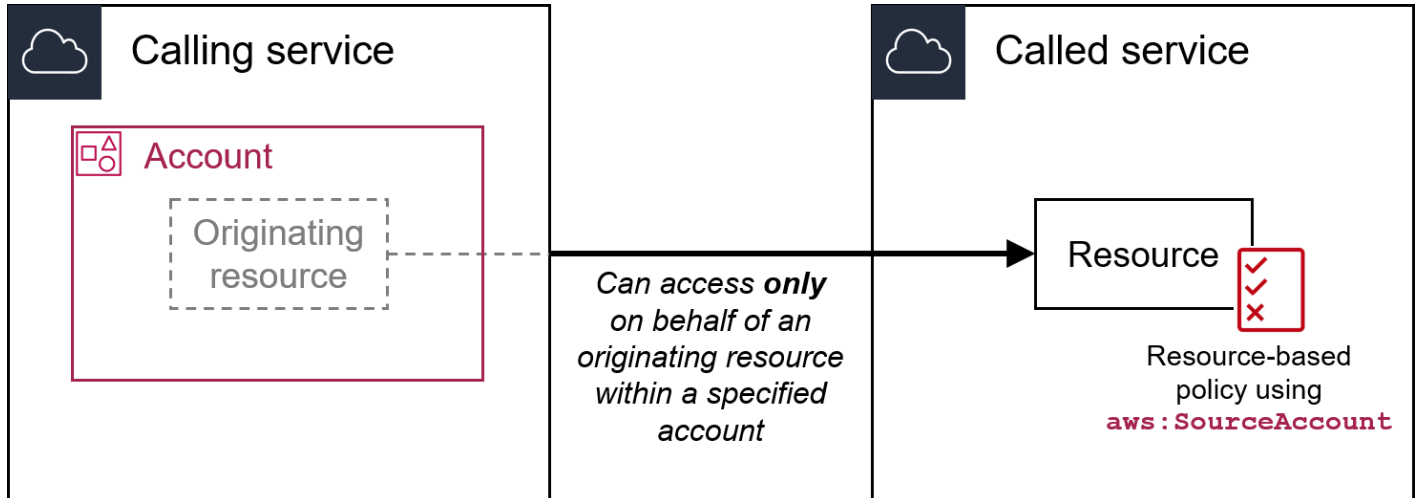 Calling service
Account
Originating
resource
Can access only
on behalf of an
originating resource
within a specified
account
Called service
Resource
Resource-based
policy using
aws:SourceAccount